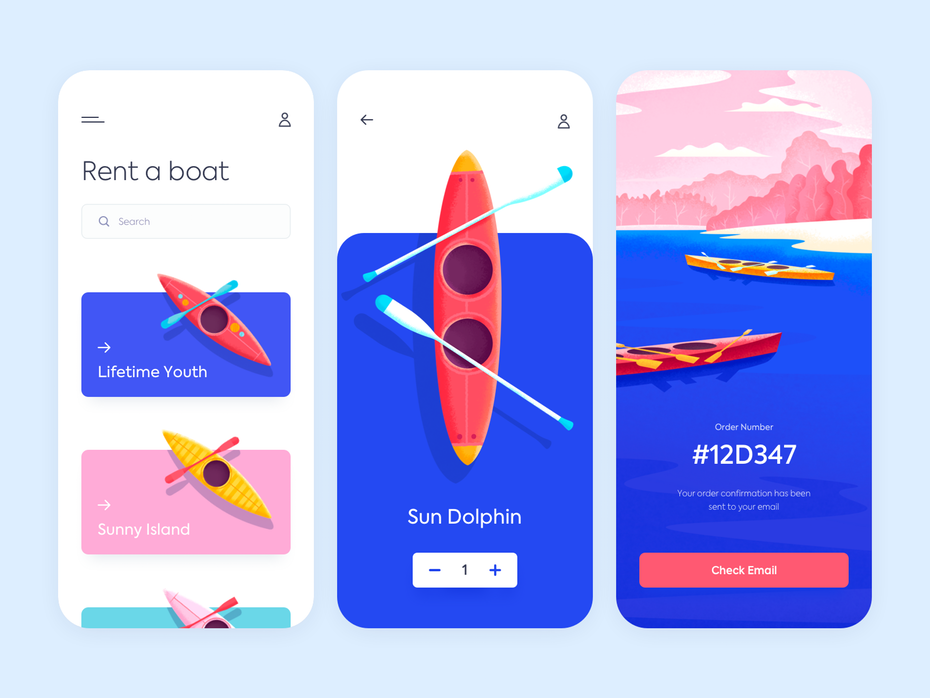 Rent a boat
Search
Lifetime Youth
Sunny Island
Sun Dolphin
1
Order Number
#12D347
Your order confirmation has been
sent to your email
Check Email